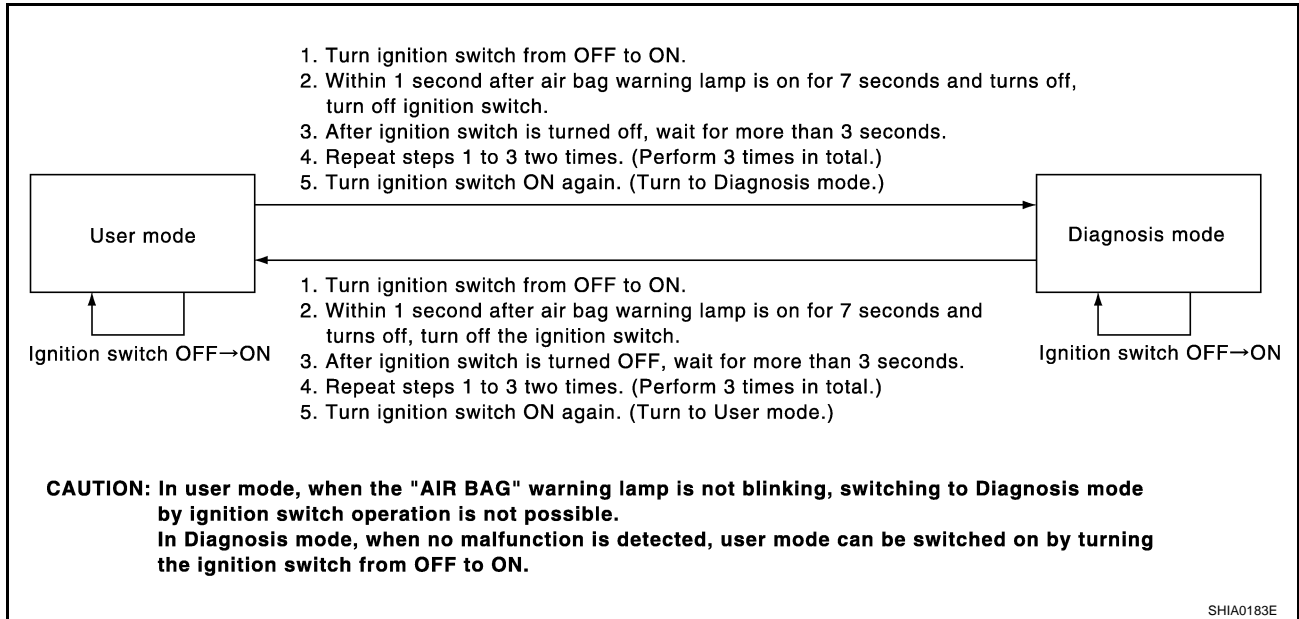 1. Turn ignition switch from OFF to ON.
2. Within 1 second after air bag warning lamp is on for 7 seconds and turns off,
turn off ignition switch.
3. After ignition switch is turned off, wait for more than 3 seconds.
4. Repeat steps 1 to 3 two times. (Perform 3 times in total.)
5. Turn ignition switch ON again. (Turn to Diagnosis mode.)
User mode
Diagnosis mode
1. Turn ignition switch from OFF to ON.
2. Within 1 second after air bag warning lamp is on for 7 seconds and
turns off, turn off the ignition switch.
3. After ignition switch is turned OFF, wait for more than 3 seconds.
4. Repeat steps 1 to 3 two times. (Perform 3 times in total.)
5. Turn ignition switch ON again. (Turn to User mode.)
Ignition switch OFF→ON
Ignition switch OFF→ON
CAUTION: In user mode, when the "AIR BAG" warning lamp is not blinking, switching to Diagnosis mode
by ignition switch operation is not possible.
In Diagnosis mode, when no malfunction is detected, user mode can be switched on by turning
the ignition switch from OFF to ON.
SHIA0183E